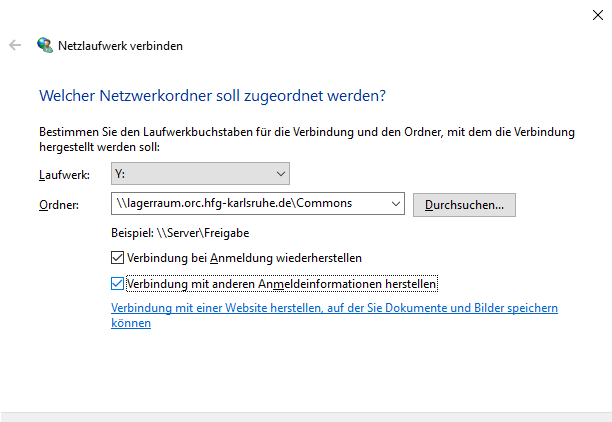 Netzlaufwerk verbinden
Welcher Netzwerkordner soll zugeordnet werden?
Bestimmen Sie den Laufwerkbuchstaben für die Verbindung und den Ordner, mit dem die Verbindung
hergestellt werden soll:
Laufwerk: Y:
Ordner: \\lagerraum.orc.hfg-karlsruhe.de\Commons Durchsuchen...
Beispiel: \\Server\Freigabe
Verbindung bei Anmeldung wiederherstellen
Verbindung mit anderen Anmeldeinformationen herstellen
Verbindung mit einer Website herstellen, auf der Sie Dokumente und Bilder speichern
können